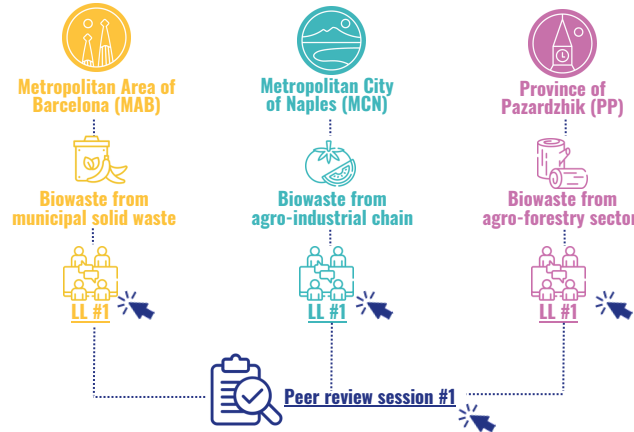 Metropolitan Area of
Barcelona (MAB)
Metropolitan City
of Naples (MCN)
Province of
Pazardzhik (PP)
Biowaste from
municipal solid waste
Biowaste from
agro-industrial chain
Biowaste from
agro-forestry sector
LL #1
LL #1
LL #1
Peer review session #1